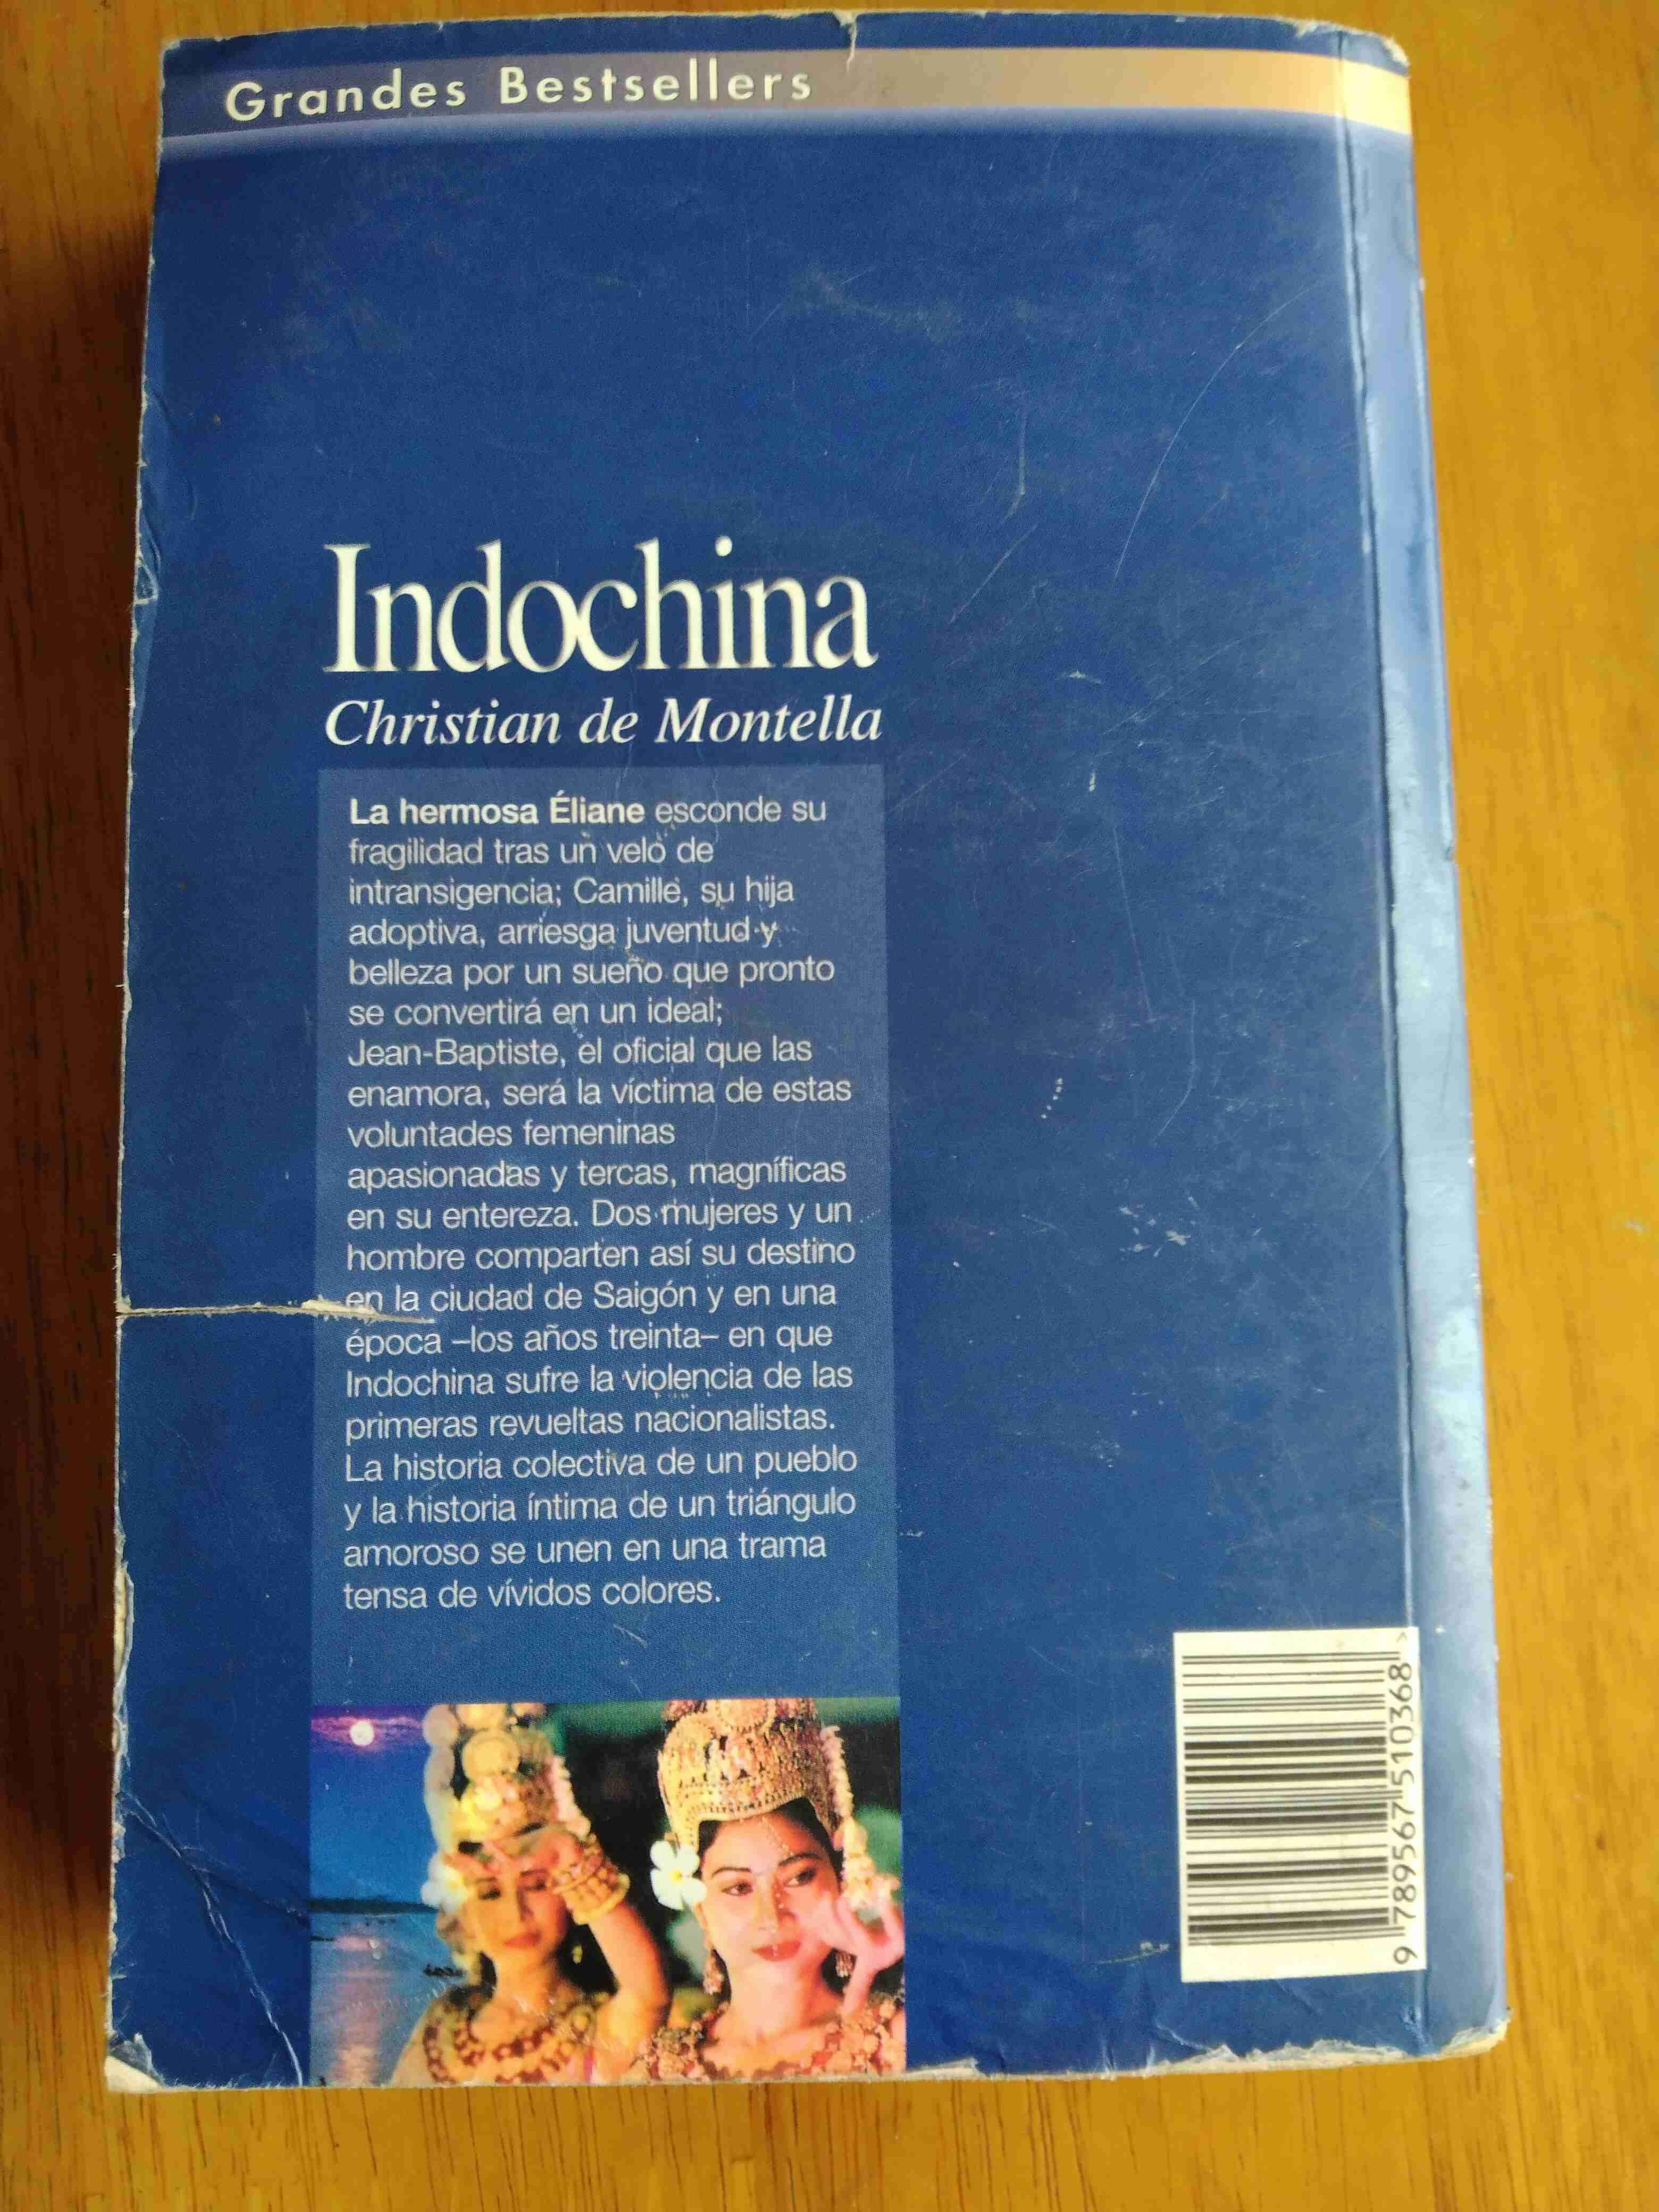 Grandes Bestsellers
Indochina
Christian de Montella
La hermosa Éliane esconde su
fragilidad tras un velo de
intransigencia; Camille, su hija
adoptiva, arriesga juventud y
belleza por un sueño que pronto
se convertirá en un ideal;
Jean-Baptiste, el oficial que las
enamora, será la víctima de estas
voluntades femeninas
apasionadas y tercas, magníficas
en su entereza. Dos mujeres y un
hombre comparten así su destino
en la ciudad de Saigón y en una
época –los años treinta– en que
Indochina sufre la violencia de las
primeras revueltas nacionalistas.
La historia colectiva de un pueblo
y la historia íntima de un triángulo
amoroso se unen en una trama
tensa de vívidos colores.
9 789567 510368 >